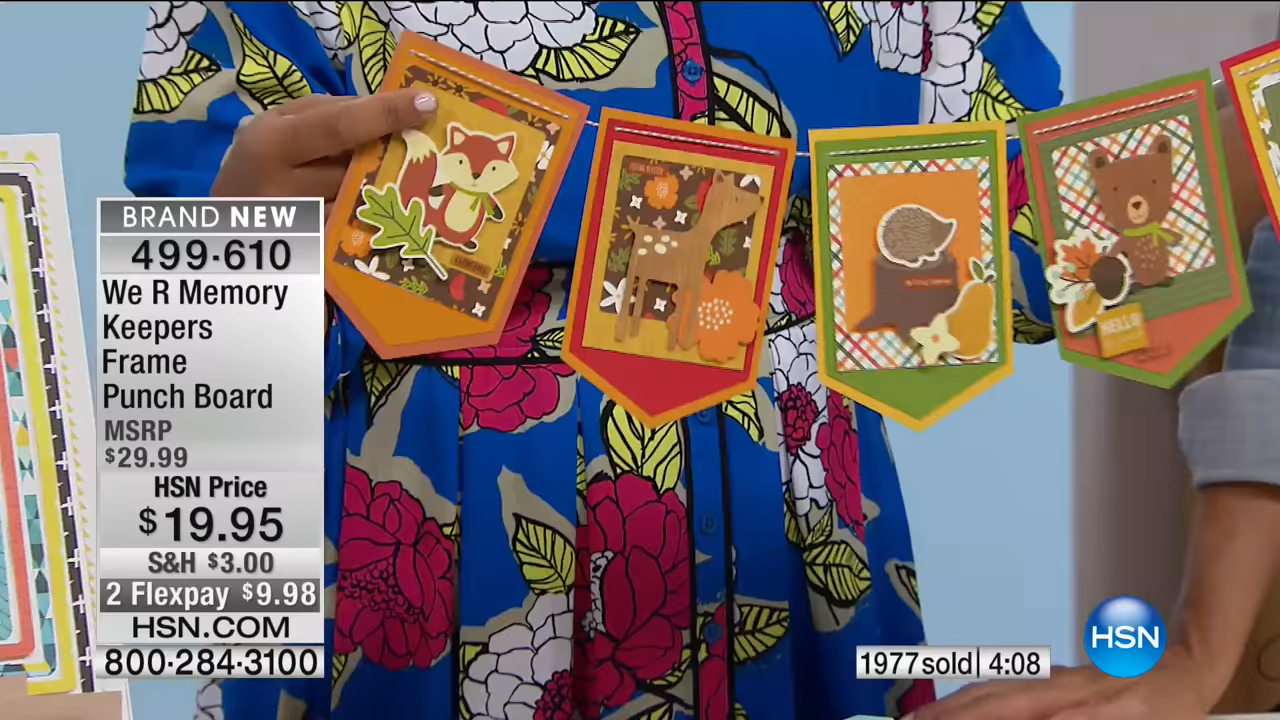 BRAND NEW
499-610
We R Memory
Keepers
Frame
Punch Board
MSRP
$29.99
HSN Price
$19.95
S&H $3.00
2 Flexpay $9.98
HSN.COM
800-284-3100
HELLO
1977 sold | 4:08
HSN